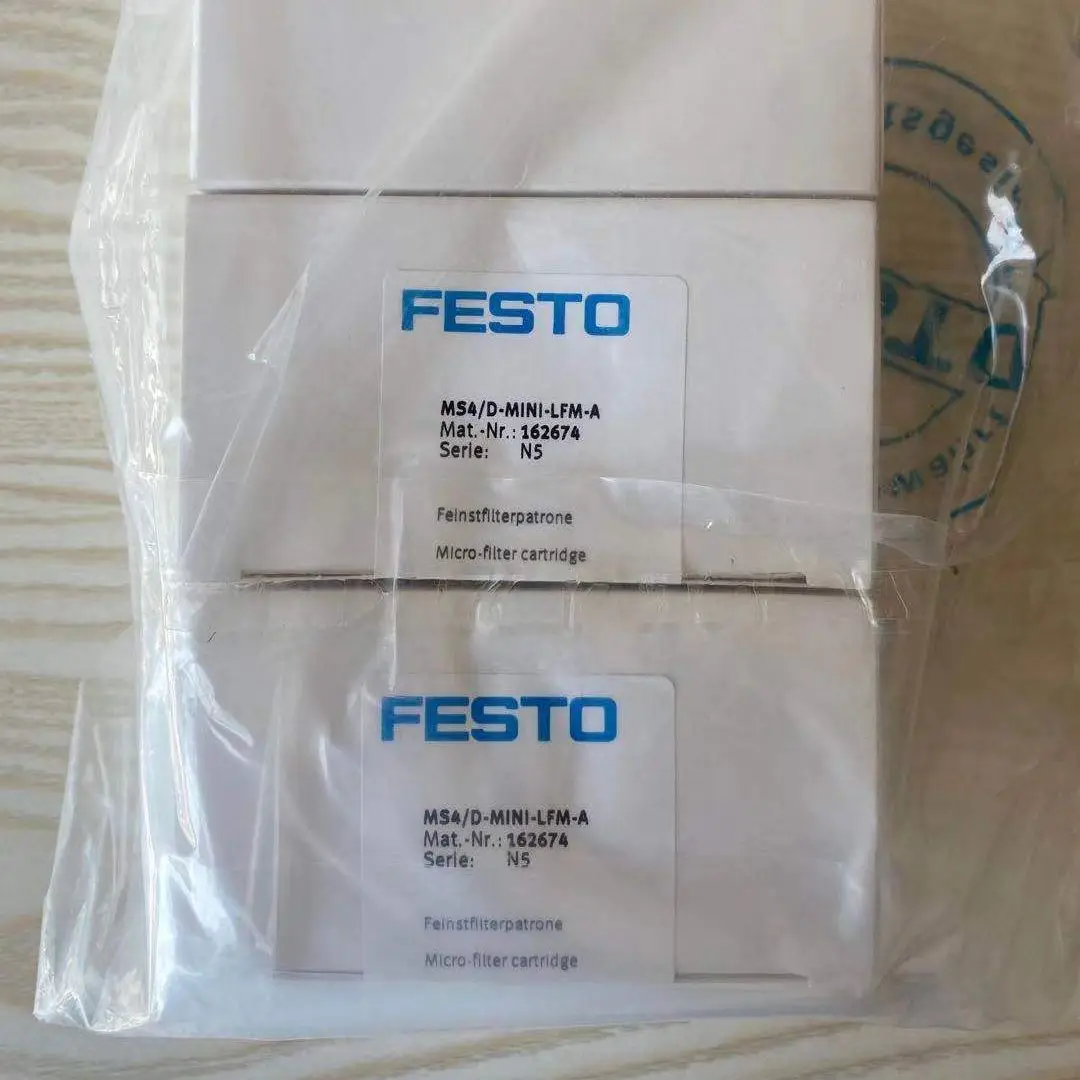 FESTO
MS4/D-MINI-LFM-A
Mat.-Nr.: 162674
Serie: N5
Feinstfilterpatrone
Micro-filter cartridge
FESTO
MS4/D-MINI-LFM-A
Mat.-Nr.: 162674
Serie: N5
Feinstfilterpatrone
Micro-filter cartridge